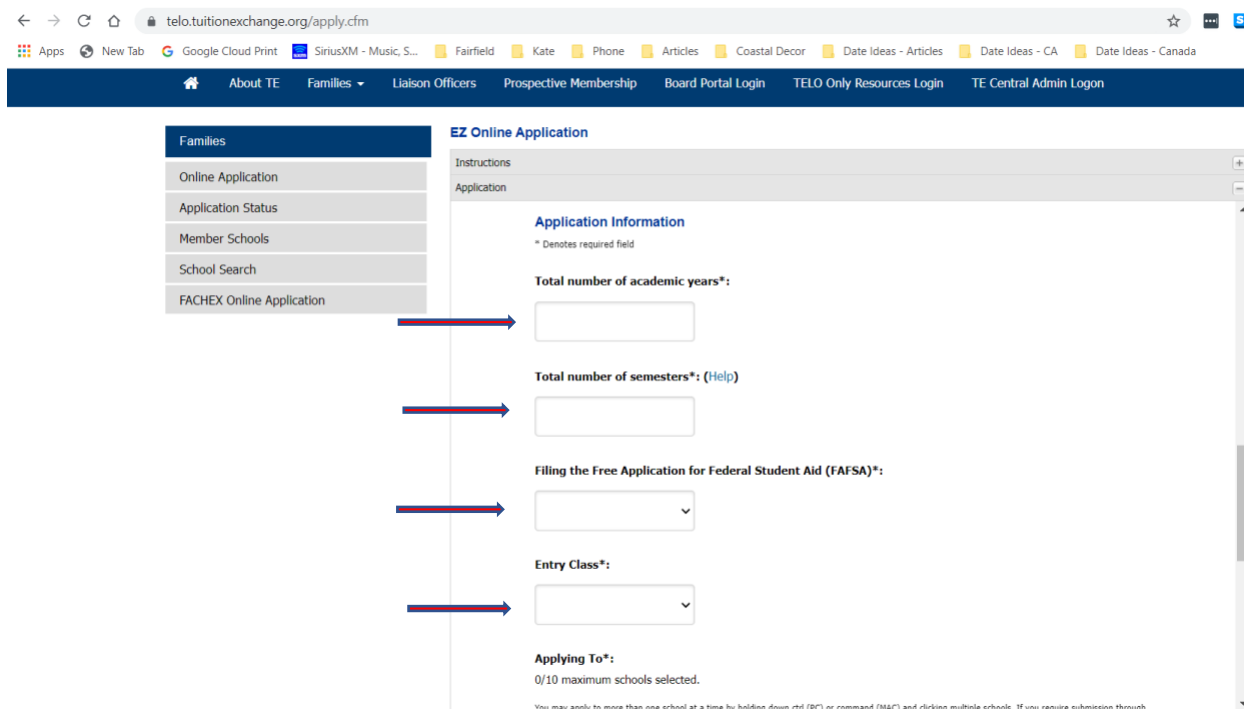 telo.tuitionexchange.org/apply.cfm
Apps New Tab Google Cloud Print SiriusXM - Music, S... Fairfield Kate Phone Articles Coastal Decor Date Ideas - Articles Date Ideas - CA Date Ideas - Canada
About TE Families Liaison Officers Prospective Membership Board Portal Login TELO Only Resources Login TE Central Admin Logon
Families
Online Application
Application Status
Member Schools
School Search
FACHEX Online Application
EZ Online Application
Instructions
Application
Application Information
* Denotes required field
Total number of academic years*:
Total number of semesters*: (Help)
Filing the Free Application for Federal Student Aid (FAFSA)*:
Entry Class*:
Applying To*:
0/10 maximum schools selected.
You may apply to more than one school at a time by holding down ctrl (PC) or command (MAC) and clicking multiple schools. If you require submission through